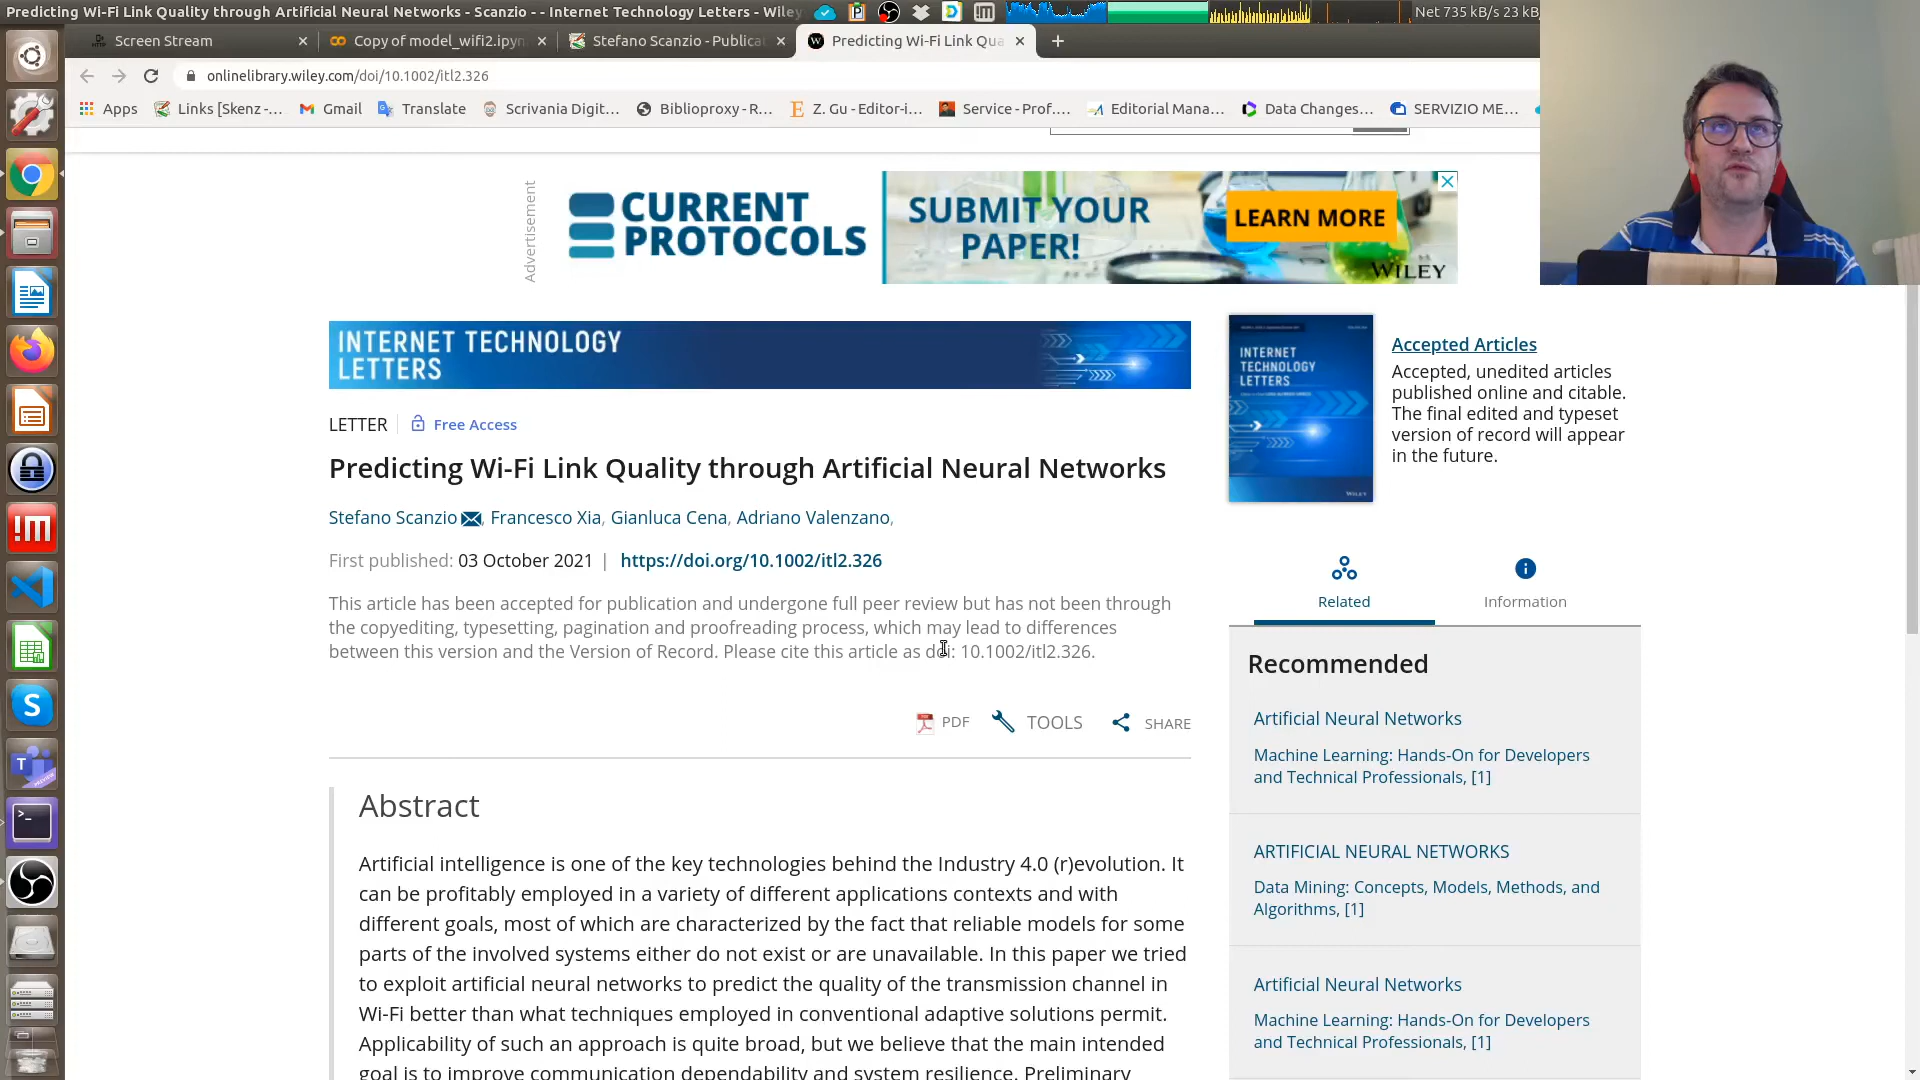 Predicting Wi-Fi Link Quality through Artificial Neural Networks - Scanzio - - Internet Technology Letters - Wiley
Net 735 kB/s 23 kB
Screen Stream
Copy of model_wifi2.ipyn
Stefano Scanzio - Publica
Predicting Wi-Fi Link Qua
onlinelibrary.wiley.com/doi/10.1002/itl2.326
Apps
Links [Skenz -...
Gmail
Translate
Scrivania Digit...
Biblioproxy - R...
Z. Gu - Editor-i...
Service - Prof....
Editorial Mana...
Data Changes...
SERVIZIO ME...
Advertisement
CURRENT PROTOCOLS
SUBMIT YOUR PAPER!
LEARN MORE
WILEY
INTERNET TECHNOLOGY
LETTERS
INTERNET
TECHNOLOGY
LETTERS
WILEY
Accepted Articles
Accepted, unedited articles
published online and citable.
The final edited and typeset
version of record will appear
in the future.
LETTER
Free Access
Predicting Wi-Fi Link Quality through Artificial Neural Networks
Stefano Scanzio, Francesco Xia, Gianluca Cena, Adriano Valenzano,
First published: 03 October 2021 | https://doi.org/10.1002/itl2.326
This article has been accepted for publication and undergone full peer review but has not been through
the copyediting, typesetting, pagination and proofreading process, which may lead to differences
between this version and the Version of Record. Please cite this article as doi: 10.1002/itl2.326.
PDF
TOOLS
SHARE
Abstract
Artificial intelligence is one of the key technologies behind the Industry 4.0 (r)evolution. It
can be profitably employed in a variety of different applications contexts and with
different goals, most of which are characterized by the fact that reliable models for some
parts of the involved systems either do not exist or are unavailable. In this paper we tried
to exploit artificial neural networks to predict the quality of the transmission channel in
Wi-Fi better than what techniques employed in conventional adaptive solutions permit.
Applicability of such an approach is quite broad, but we believe that the main intended
goal is to improve communication dependability and system resilience. Preliminary
Related
Information
Recommended
Artificial Neural Networks
Machine Learning: Hands-On for Developers
and Technical Professionals, [1]
ARTIFICIAL NEURAL NETWORKS
Data Mining: Concepts, Models, Methods, and
Algorithms, [1]
Artificial Neural Networks
Machine Learning: Hands-On for Developers
and Technical Professionals, [1]